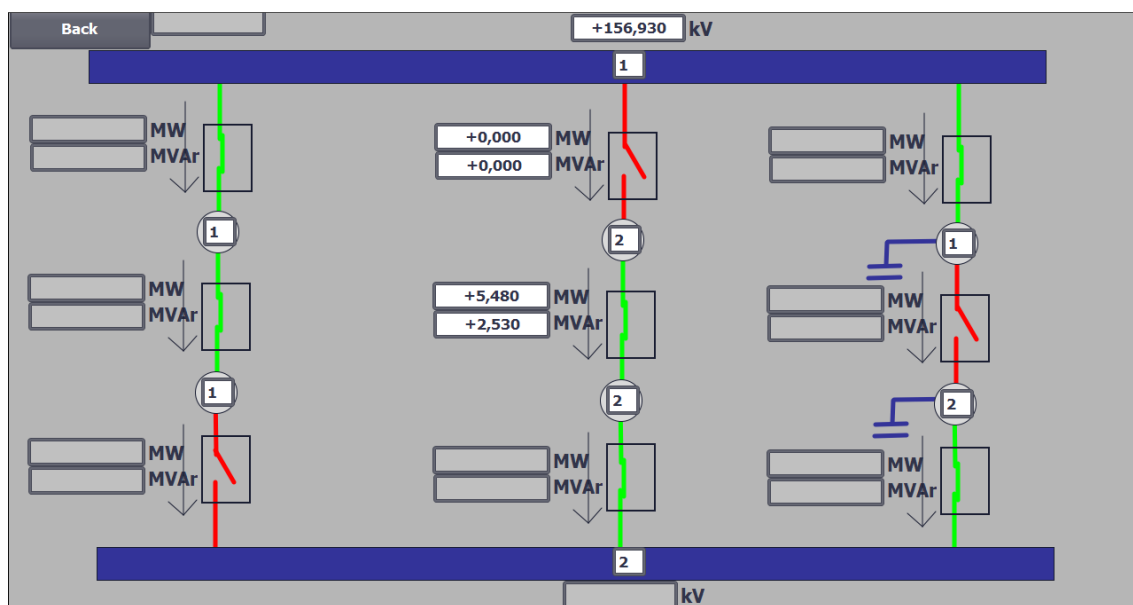 Back
+156,930 kV
1
MW
MVAr
+0,000 MW
+0,000 MVAr
MW
MVAr
1
2
1
MW
MVAr
+5,480 MW
+2,530 MVAr
MW
MVAr
1
2
2
MW
MVAr
MW
MVAr
MW
MVAr
2
kV